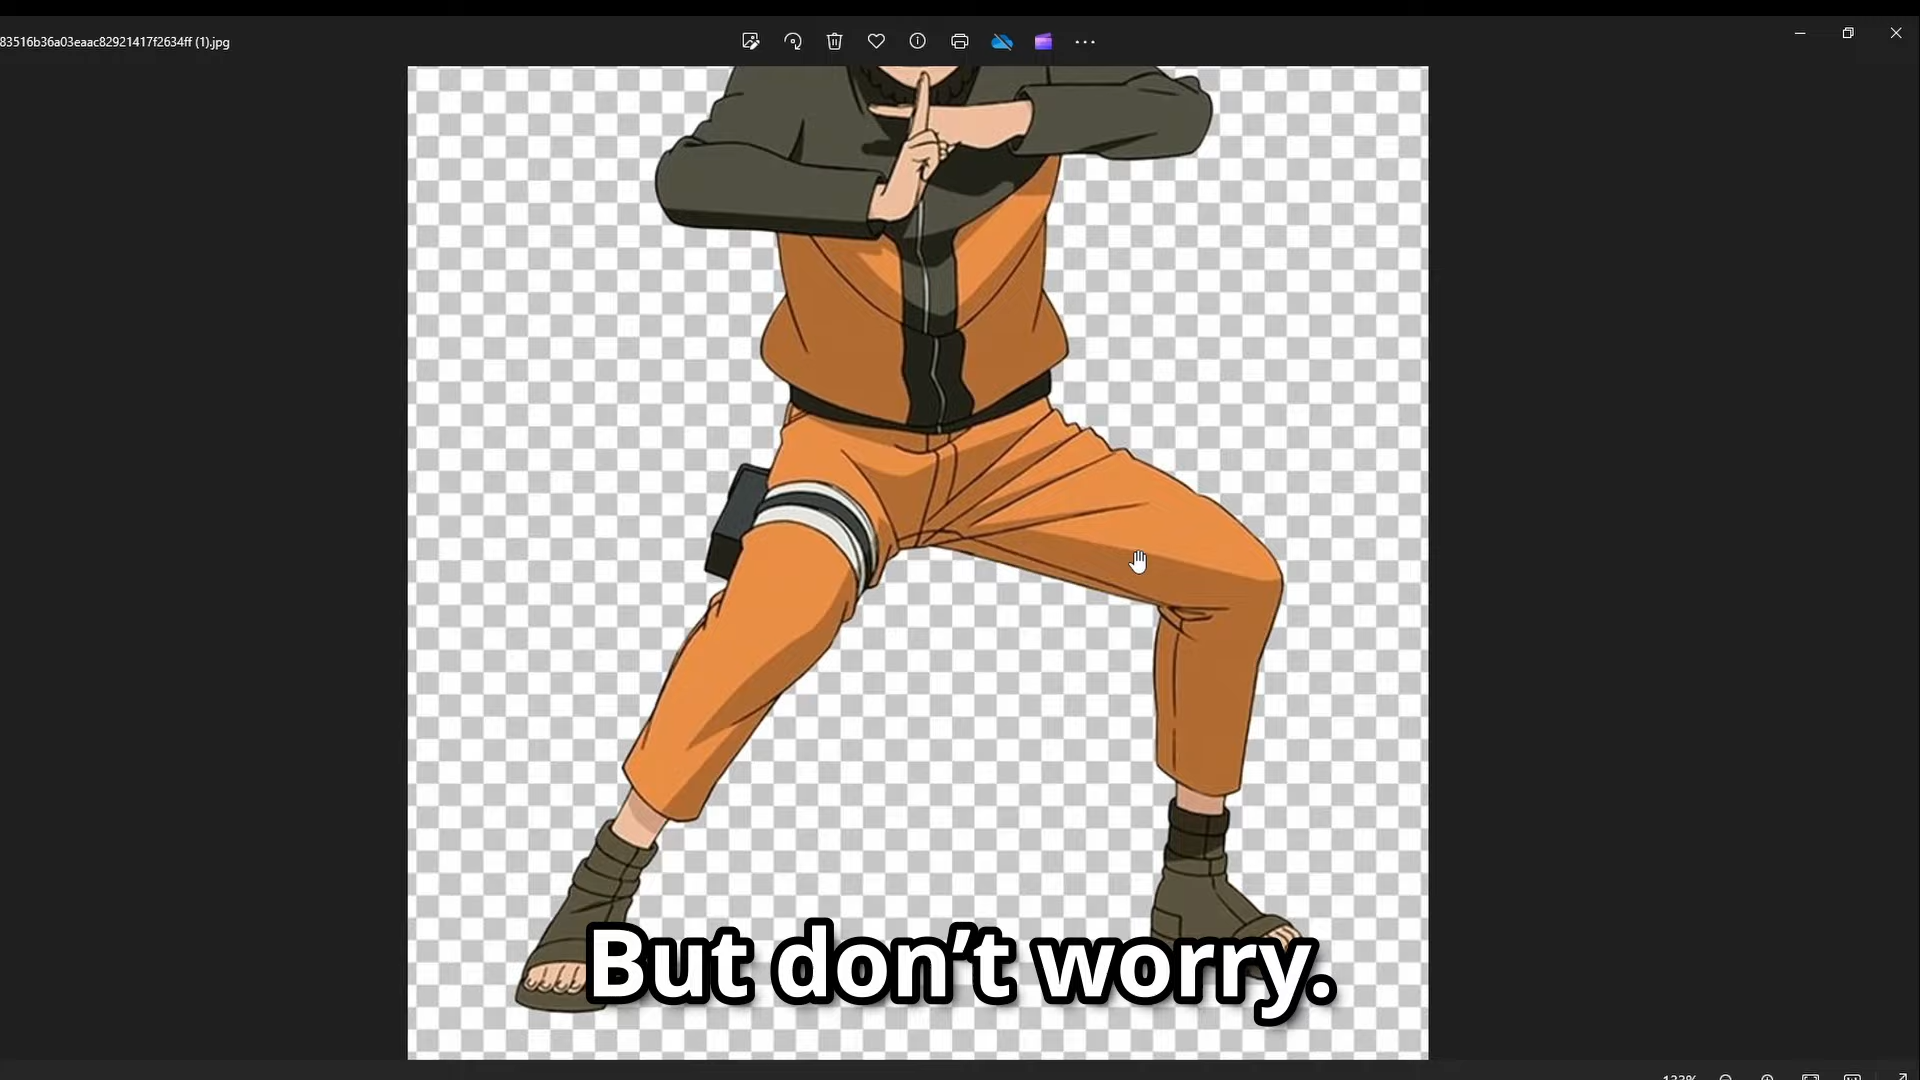 83516b36a03eaac82921417f2634ff (1).jpg
But don’t worry.